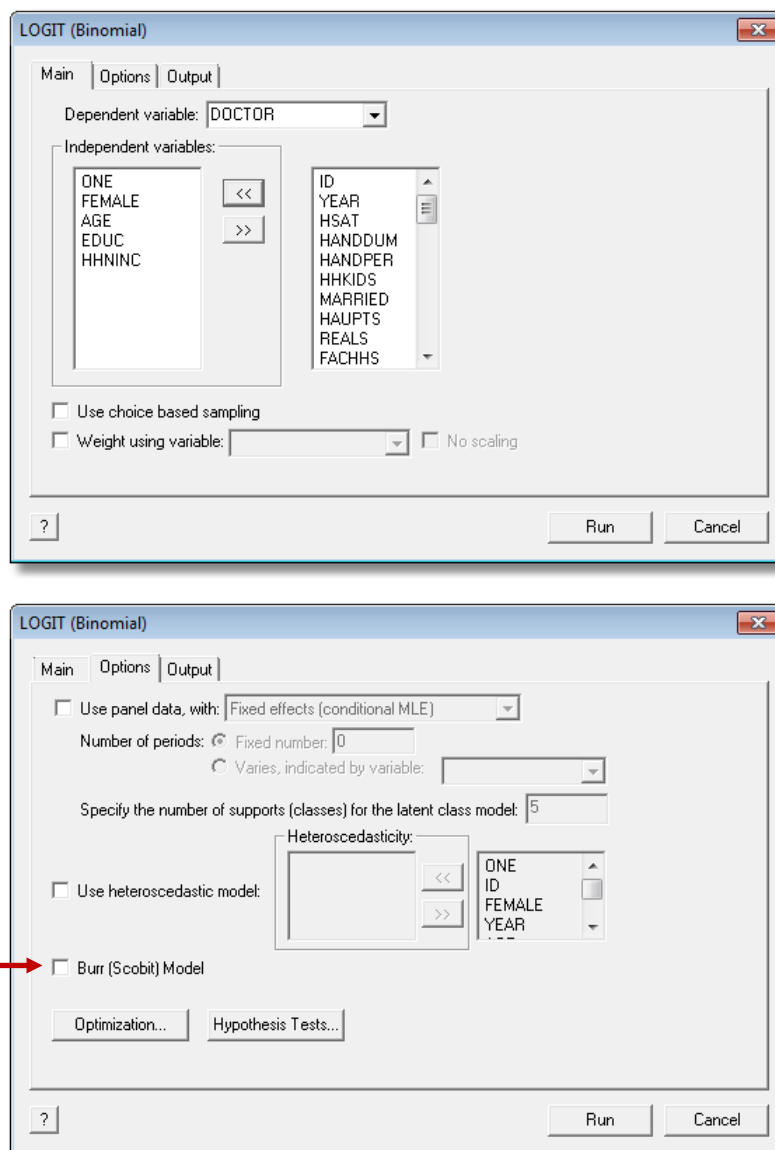 LOGIT (Binomial)
Main Options Output
Dependent variable: DOCTOR
Independent variables:
ONE
FEMALE
AGE
EDUC
HHNINC
<<
>>
ID
YEAR
HSAT
HANDDUM
HANDPER
HHKIDS
MARRIED
HAUPTS
REALS
FACHHS
Use choice based sampling
Weight using variable: No scaling
? Run Cancel
LOGIT (Binomial)
Main Options Output
Use panel data, with: Fixed effects (conditional MLE)
Number of periods: Fixed number: 0
Varies, indicated by variable:
Specify the number of supports (classes) for the latent class model: 5
Heteroscedasticity:
Use heteroscedastic model:
<<
>>
ONE
ID
FEMALE
YEAR
Burr (Scobit) Model
Optimization... Hypothesis Tests...
? Run Cancel